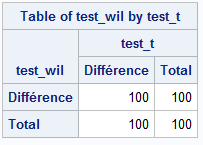 Table of test_wil by test_t
test_t
test_wil Différence Total
Différence 100 100
Total 100 100